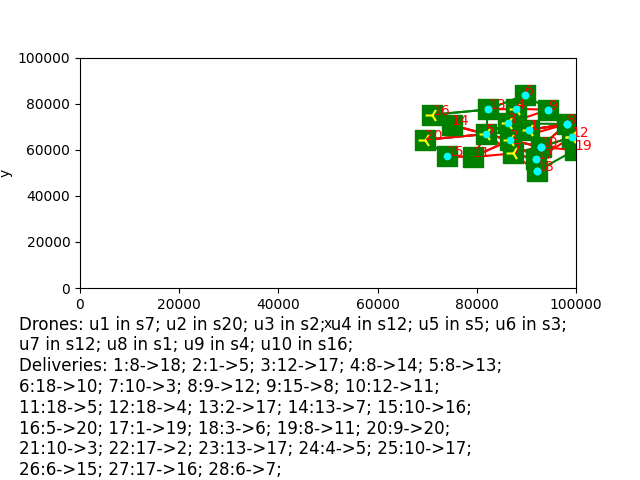 100000
80000
60000
40000
20000
0
y
0 20000 40000 60000 80000 100000
x
14
12
19
Drones: u1 in s7; u2 in s20; u3 in s2; u4 in s12; u5 in s5; u6 in s3;
u7 in s12; u8 in s1; u9 in s4; u10 in s16;
Deliveries: 1:8->18; 2:1->5; 3:12->17; 4:8->14; 5:8->13;
6:18->10; 7:10->3; 8:9->12; 9:15->8; 10:12->11;
11:18->5; 12:18->4; 13:2->17; 14:13->7; 15:10->16;
16:5->20; 17:1->19; 18:3->6; 19:8->11; 20:9->20;
21:10->3; 22:17->2; 23:13->17; 24:4->5; 25:10->17;
26:6->15; 27:17->16; 28:6->7;